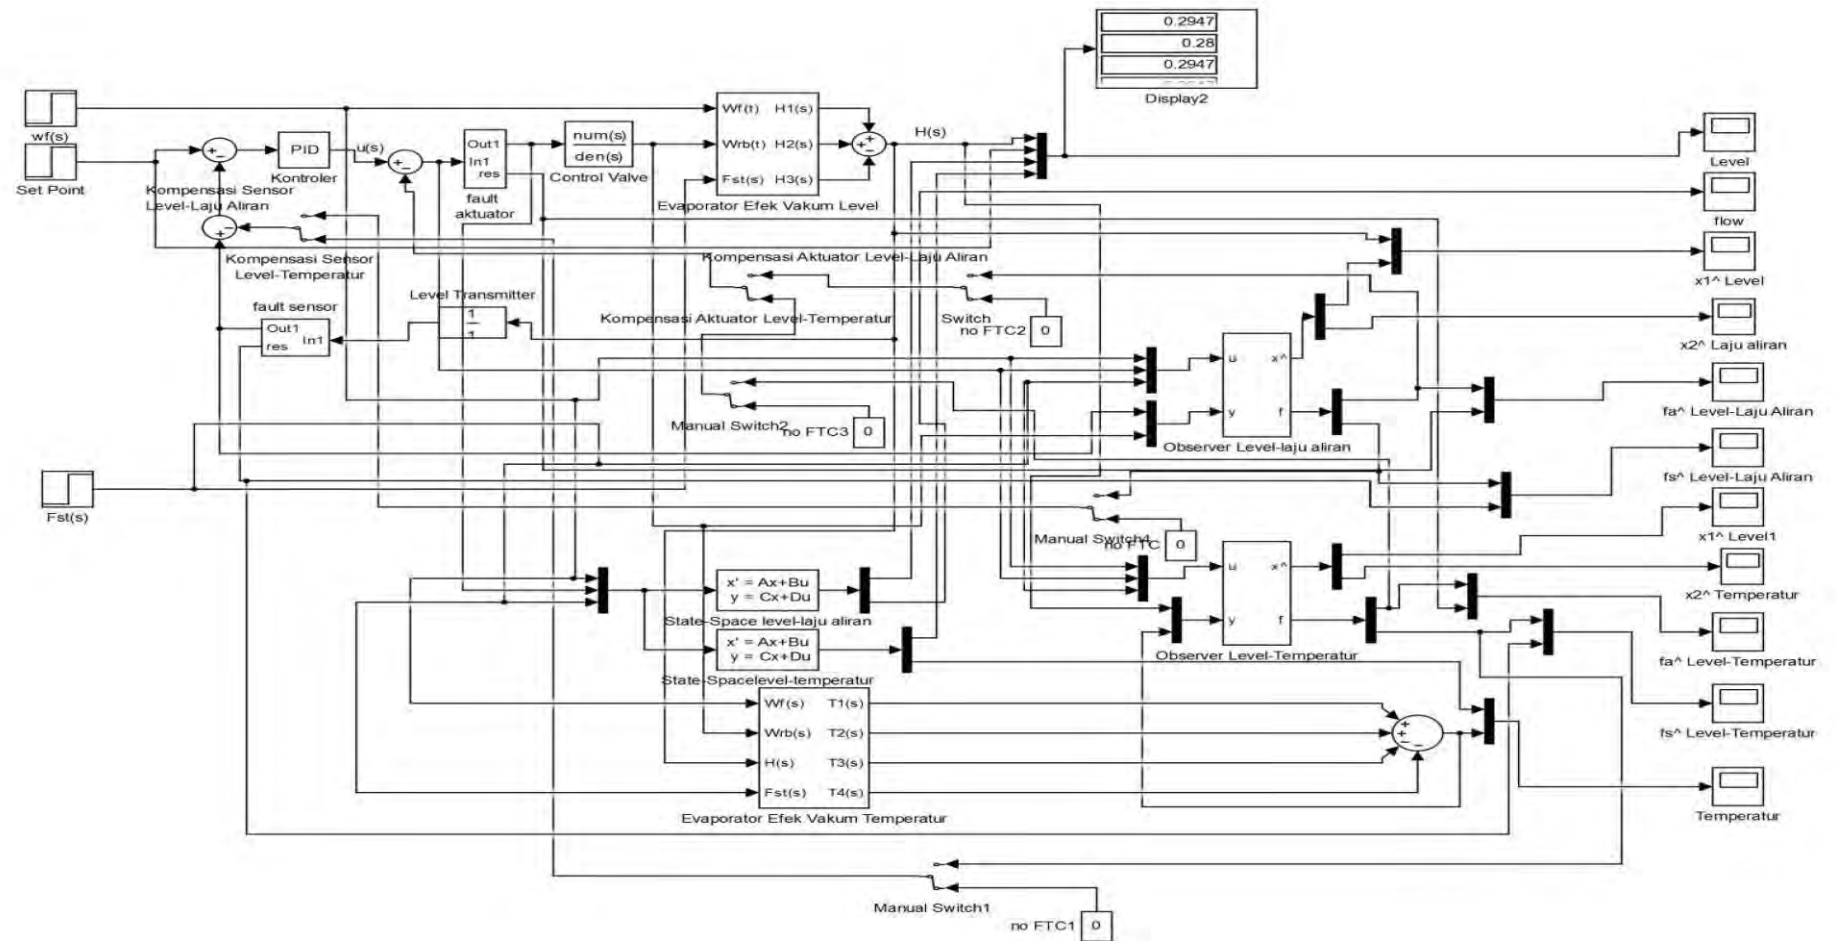 0.2947
0.28
0.2947
Display2
wf(s)
Set Point
PID
Kontroler
u(s)
Out1
In1
res
fault
aktuator
num(s)
den(s)
Control Valve
Wf(t) H1(s)
Wrb(t) H2(s)
Fst(s) H3(s)
Evaporator Efek Vakum Level
H(s)
Level
flow
x1^ Level
x2^ Laju aliran
fa^ Level-Laju Aliran
fs^ Level-Laju Aliran
x1^ Level1
x2^ Temperatur
fa^ Level-Temperatur
fs^ Level-Temperatur
Temperatur
Kompensasi Sensor
Level-Laju Aliran
Kompensasi Sensor
Level-Temperatur
Kompensasi Aktuator Level-Laju Aliran
fault sensor
Out1
res
In1
Level Transmitter
1
1
Kompensasi Aktuator Level-Temperatur
Switch
no FTC2
0
Manual Switch2
no FTC3
0
u x^
y f
Observer Level-laju aliran
Fst(s)
Manual Switch4
no FTC
0
u x^
y f
Observer Level-Temperatur
x' = Ax+Bu
y = Cx+Du
State-Space level-laju aliran
x' = Ax+Bu
y = Cx+Du
State-Spacelevel-temperatur
Wf(s) T1(s)
Wrb(s) T2(s)
H(s) T3(s)
Fst(s) T4(s)
Evaporator Efek Vakum Temperatur
Manual Switch1
no FTC1
0